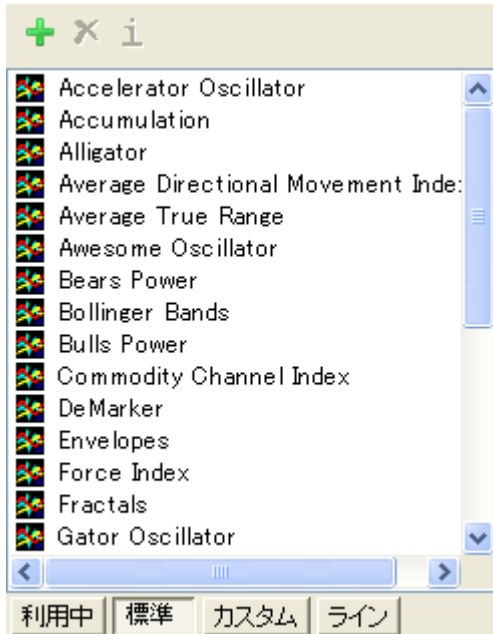 Accelerator Oscillator
Accumulation
Alligator
Average Directional Movement Inde
Average True Range
Awesome Oscillator
Bears Power
Bollinger Bands
Bulls Power
Commodity Channel Index
DeMarker
Envelopes
Force Index
Fractals
Gator Oscillator
利用中 標準 カスタム ライン